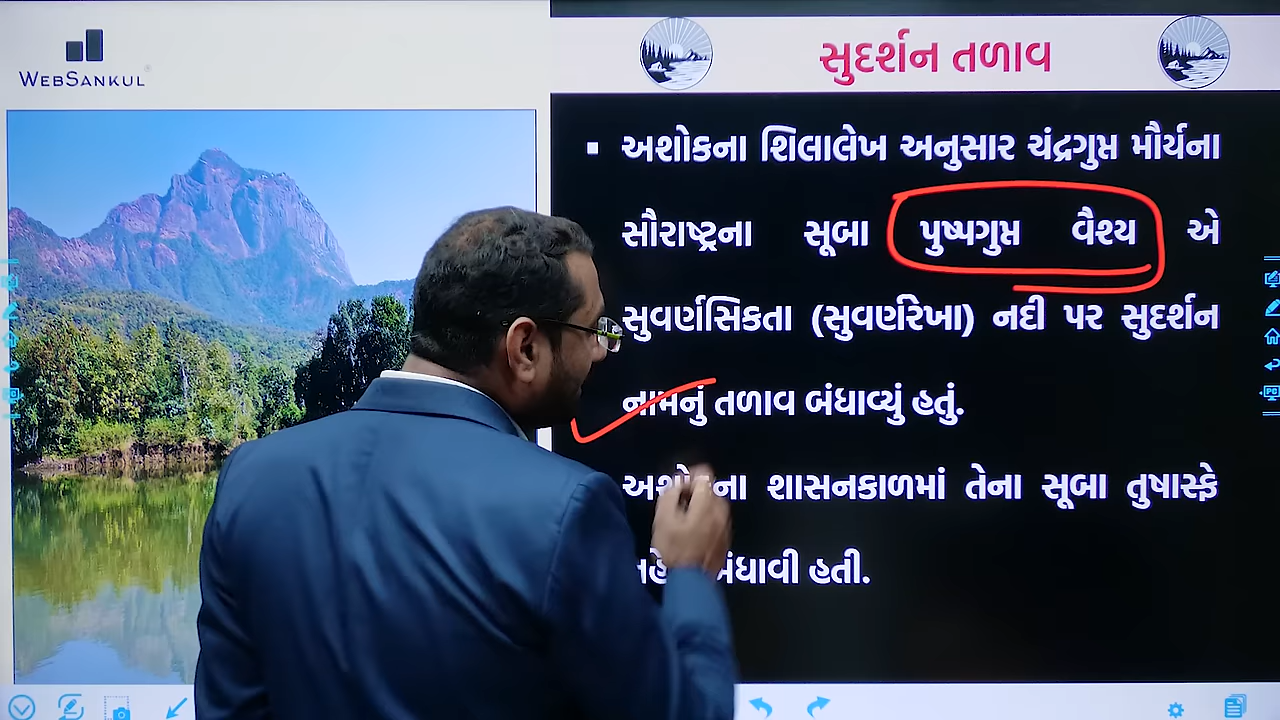 WEBSANKUL
સુદર્શન તળાવ
▪ અશોકના શિલાલેખ અનુસાર ચંદ્રગુપ્ત મૌર્યના
સૌરાષ્ટ્રના સૂબા પુષ્પગુપ્ત વૈશ્ય એ
સુવર્ણસિકતા (સુવર્ણરેખા) નદી પર સુદર્શન
નામનું તળાવ બંધાવ્યું હતું.
શાસનકાળમાં તેના સૂબા તુષાસ્ફે
હતી.